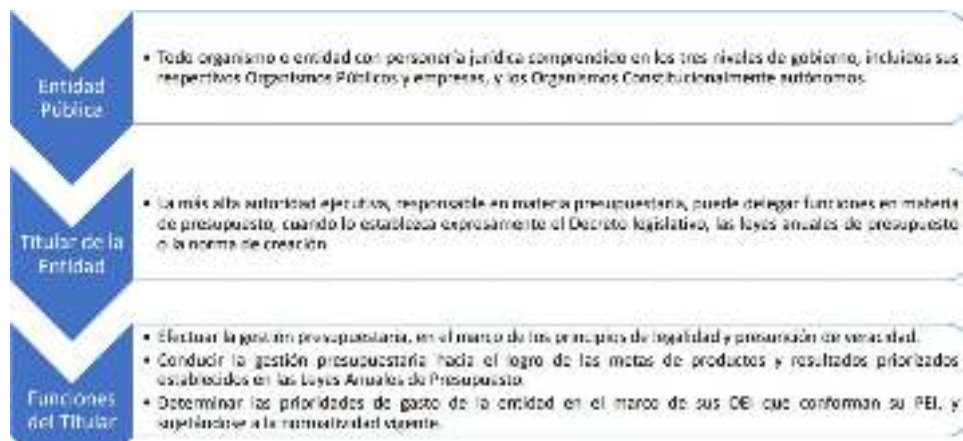 Entidad
Pública
• Todo organismo o entidad con personería jurídica comprendido en los tres niveles de gobierno, incluidos sus
respectivos Organismos Públicos y empresas, y los Organismos Constitucionalmente autónomos.
Titular de la
Entidad
• La más alta autoridad ejecutiva, responsable en materia presupuestaria, puede delegar funciones en materia
de presupuesto, cuando lo establezca expresamente el Decreto legislativo, las leyes anuales de presupuesto
o la norma de creación
Funciones
del Titular
• Efectuar la gestión presupuestaria, en el marco de los principios de legalidad y presunción de veracidad.
• Conducir la gestión presupuestaria hacia el logro de las metas de productos y resultados priorizados
establecidos en las Leyes Anuales de Presupuesto.
• Determinar las prioridades de gasto de la entidad en el marco de sus OEI que conforman su PEI, y
sujetándose a la normatividad vigente.